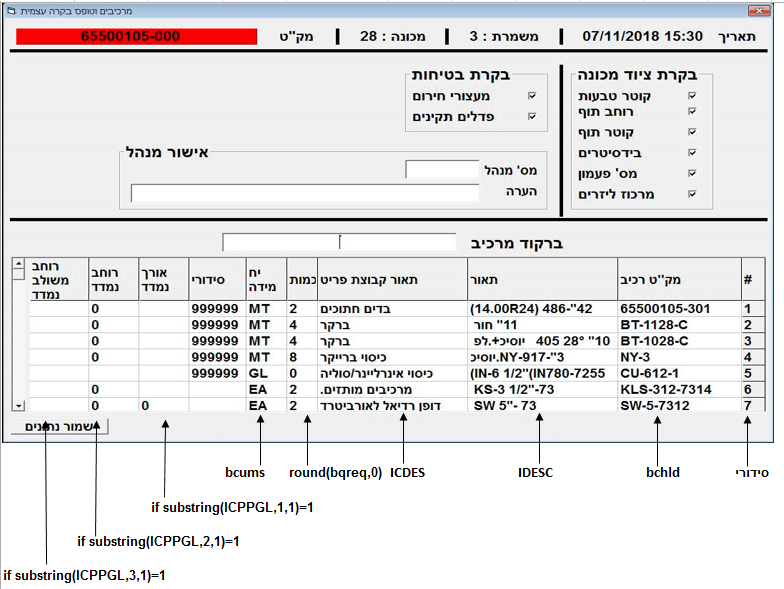 מרכיבים וטופס בקרה עצמית
תאריך 07/11/2018 15:30 משמרת : 3 מכונה : 28 מק"ט 65500105-000
בקרת ציוד מכונה
קוטר טבעות
רוחב תוף
קוטר תוף
בידסיטרים
מס' פעמון
מרכוז ליזרים
בקרת בטיחות
מעצורי חירום
פדלים תקינים
אישור מנהל
מס' מנהל
הערה
ברקוד מרכיב
# מק"ט רכיב תאור תאור קבוצת פריט כמות יח מידה סידורי אורך נמדד רוחב נמדד רוחב משולב נמדד
1 65500105-301 (14.00R24) 486-"42 בדים חתוכים 2 MT 999999 0
2 BT-1128-C 11" חור ברקר 4 MT 999999 0
3 BT-1028-C 10" 28° 405 יוסיכ+.לפ ברקר 4 MT 999999 0
4 NY-3 3"-NY-917.יוסיכ כיסוי ברייקר 8 MT 999999 0
5 CU-612-1 (IN-6 1/2"(IN780-7255 כיסוי אינרליינר/סוליה 0 GL 999999
6 KLS-312-7314 KS-3 1/2"-73 מרכיבים מותזים. 2 EA 0
7 SW-5-7312 SW 5"- 73 דופן רדיאל לאורביטרד 2 EA 0 0
שמור נתונים
סידורי bchld IDESC ICDES round(bqreq,0) bcums
if substring(ICPPGL,1,1)=1
if substring(ICPPGL,2,1)=1
if substring(ICPPGL,3,1)=1